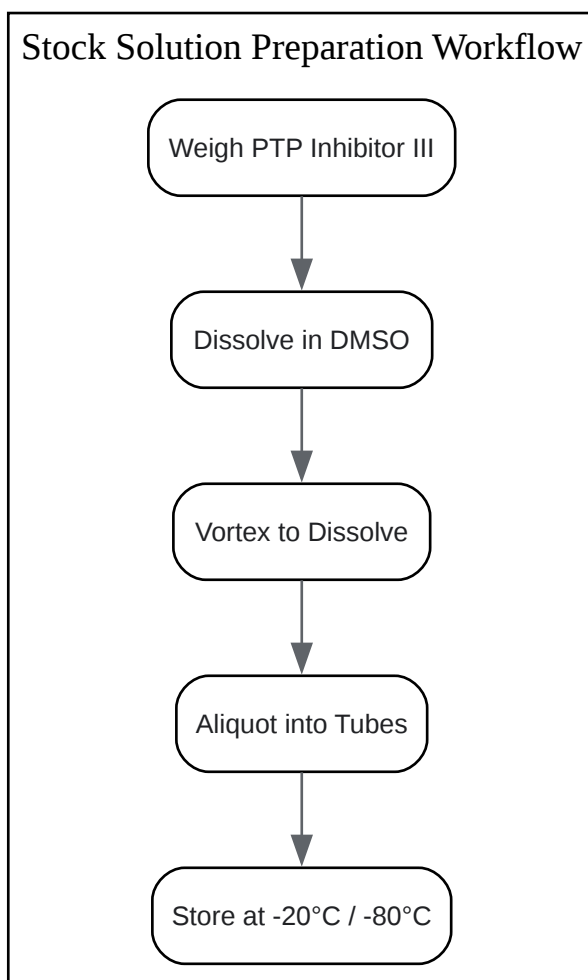 Stock Solution Preparation Workflow
Weigh PTP Inhibitor III
Dissolve in DMSO
Vortex to Dissolve
Aliquot into Tubes
Store at -20°C / -80°C